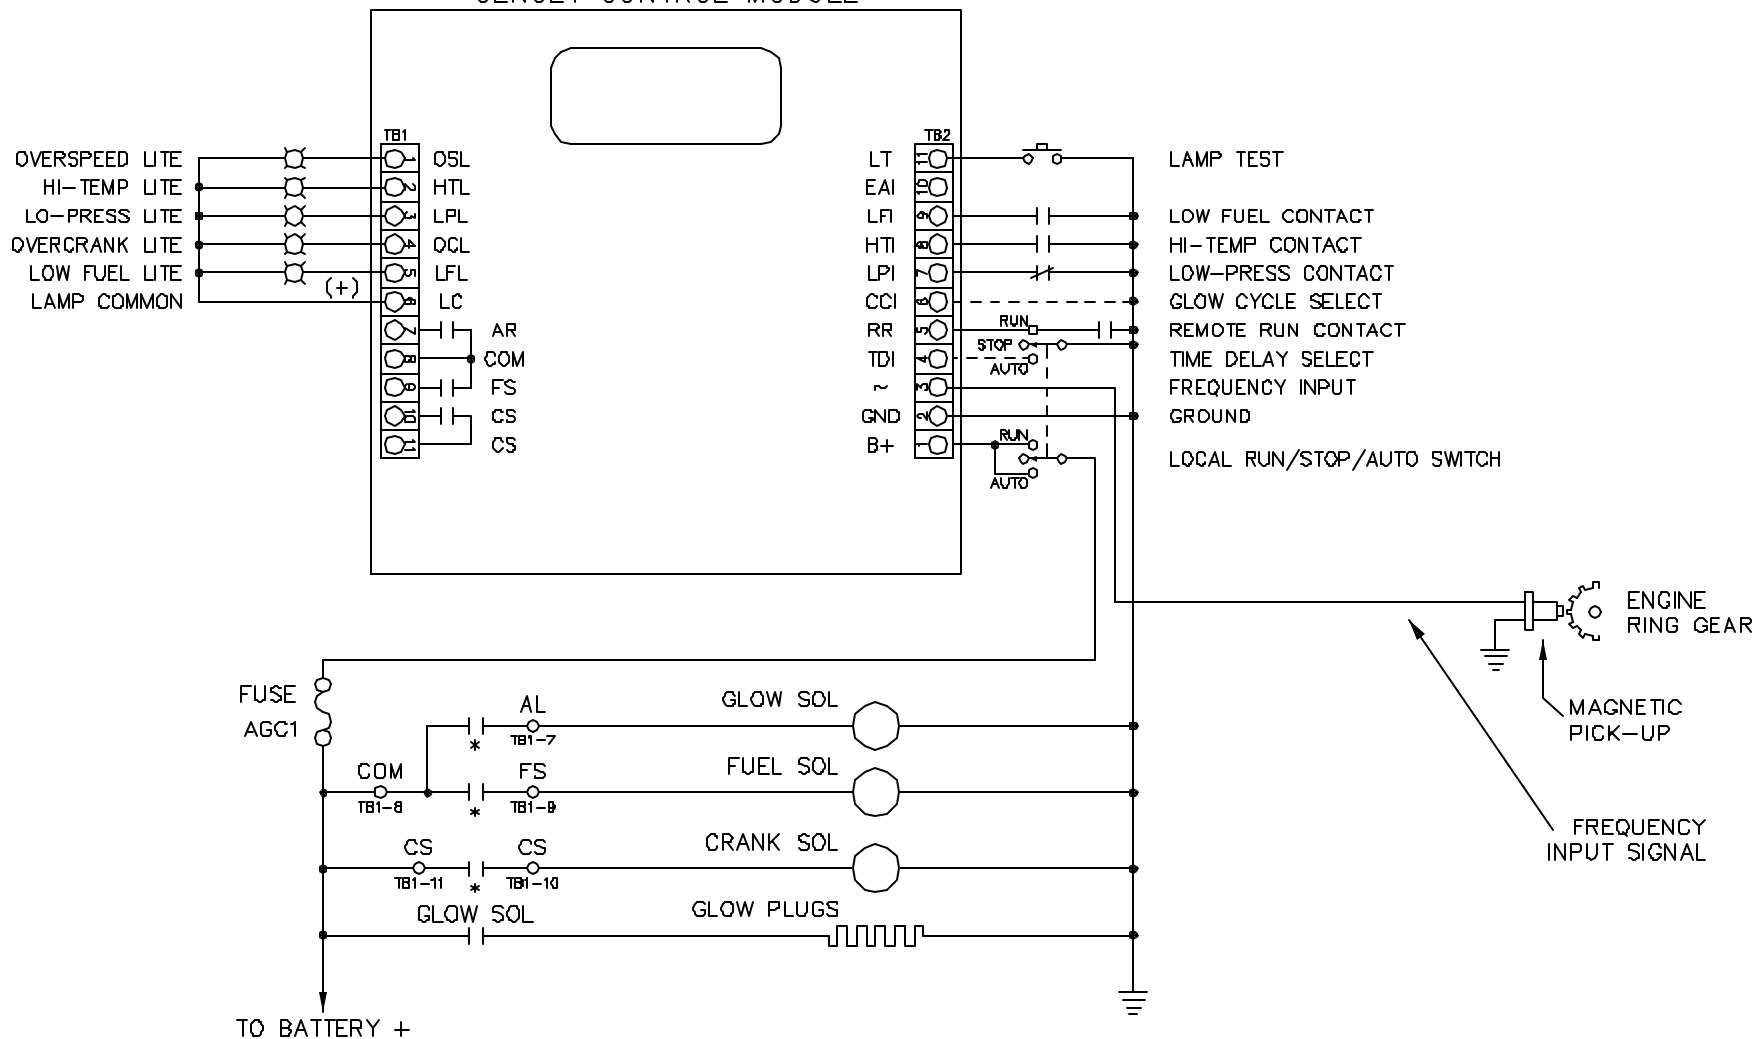 GENSET CONTROL MODULE
TB1
TB2
OVERSPEED LITE
1
OSL
LT
11
LAMP TEST
HI-TEMP LITE
2
HTL
EAI
10
LO-PRESS LITE
3
LPL
LFI
9
LOW FUEL CONTACT
OVERCRANK LITE
4
OCL
HTI
8
HI-TEMP CONTACT
LOW FUEL LITE
5
LFL
LPI
7
LOW-PRESS CONTACT
LAMP COMMON
(+)
6
LC
CCI
6
GLOW CYCLE SELECT
7
AR
RR
5
RUN
REMOTE RUN CONTACT
STOP
8
COM
TDI
4
AUTO
TIME DELAY SELECT
9
FS
~
3
FREQUENCY INPUT
10
CS
GND
2
GROUND
11
CS
B+
1
RUN
AUTO
LOCAL RUN/STOP/AUTO SWITCH
ENGINE
RING GEAR
MAGNETIC
PICK-UP
FREQUENCY
INPUT SIGNAL
FUSE
AGC1
AL
GLOW SOL
*
TB1-7
COM
FS
FUEL SOL
TB1-8
*
TB1-9
CS
CS
CRANK SOL
TB1-11
*
TB1-10
GLOW SOL
GLOW PLUGS
TO BATTERY +